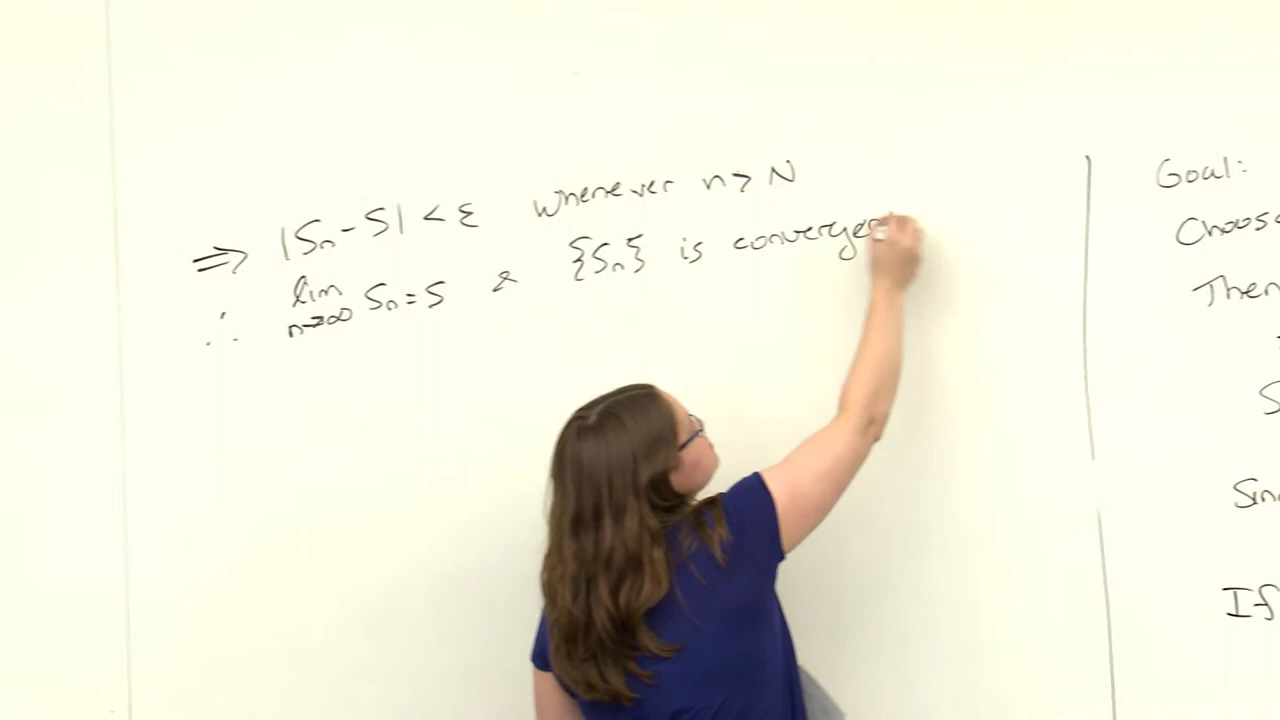 ⇒ |Sn - S| < ε whenever n > N
∴ lim n→∞ Sn = S & {Sn} is converge
Goal:
Choos
Then
S
Sin
If